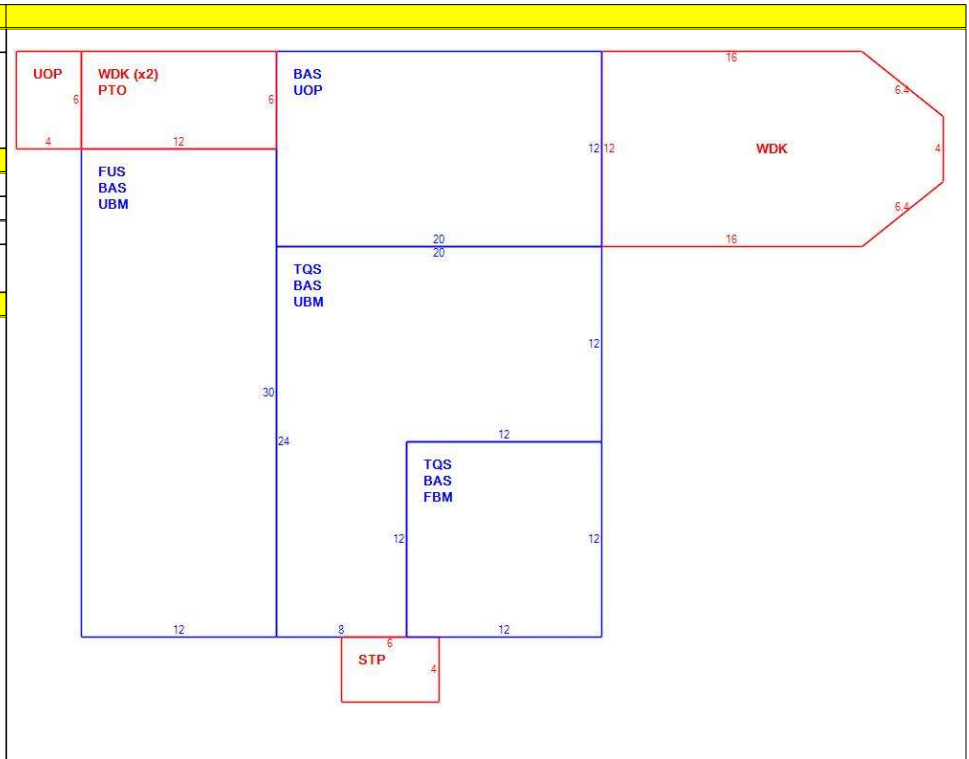 16
UOP
WDK (x2)
PTO
BAS
UOP
6.4
6
6
4
12
12
12
WDK
4
FUS
BAS
UBM
6.4
20
16
20
TQS
BAS
UBM
12
30
24
12
TQS
BAS
FBM
12
12
12
8
12
6
STP
4